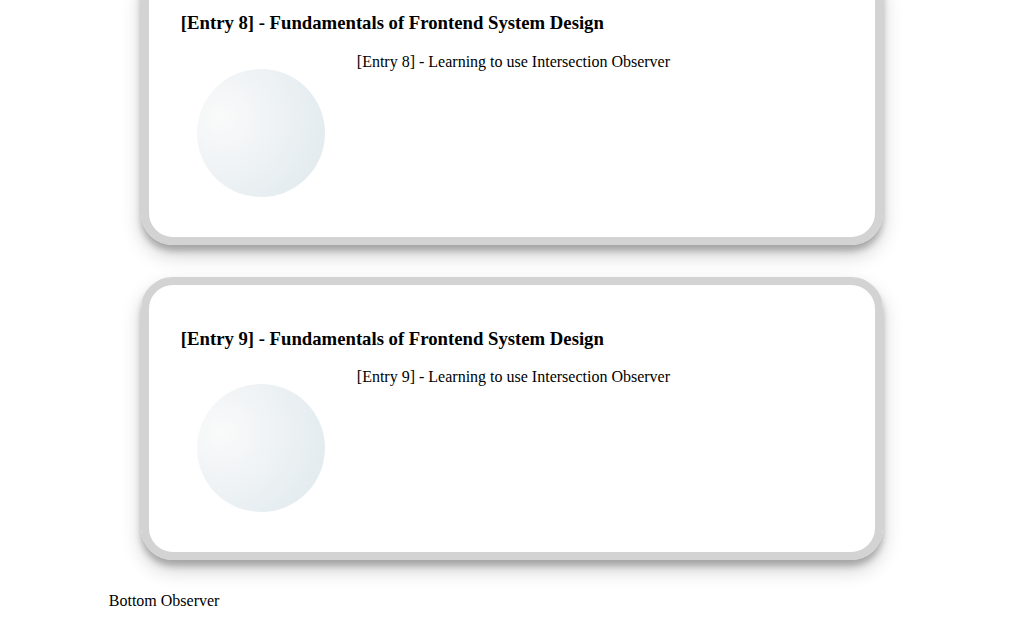 [Entry 8] - Fundamentals of Frontend System Design
[Entry 8] - Learning to use Intersection Observer
[Entry 9] - Fundamentals of Frontend System Design
[Entry 9] - Learning to use Intersection Observer
Bottom Observer